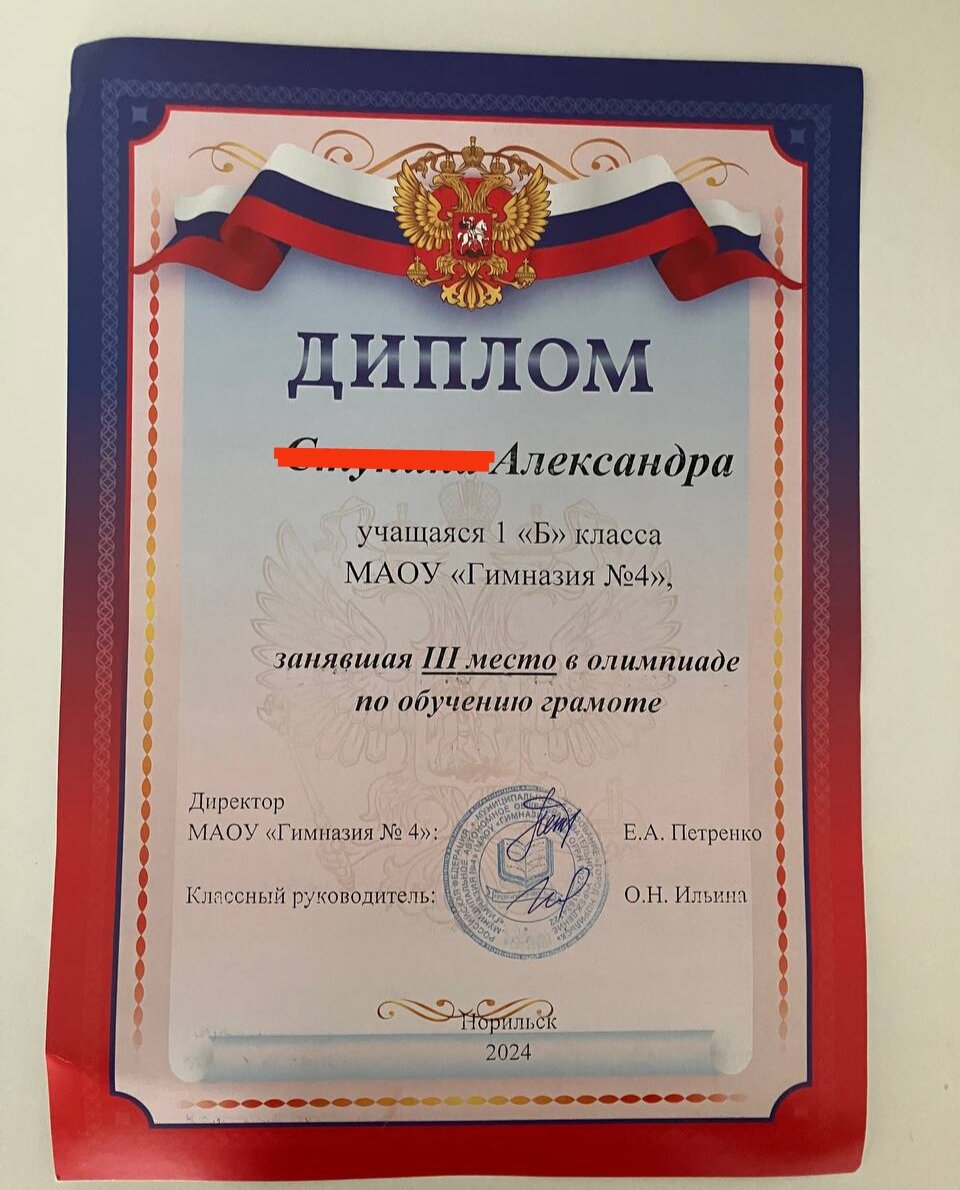 ДИПЛОМ
Александра
учащаяся 1 «Б» класса
МАОУ «Гимназия №4»,
занявшая III место в олимпиаде
по обучению грамоте
Директор
МАОУ «Гимназия № 4»: Е.А. Петренко
Классный руководитель: О.Н. Ильина
Норильск
2024